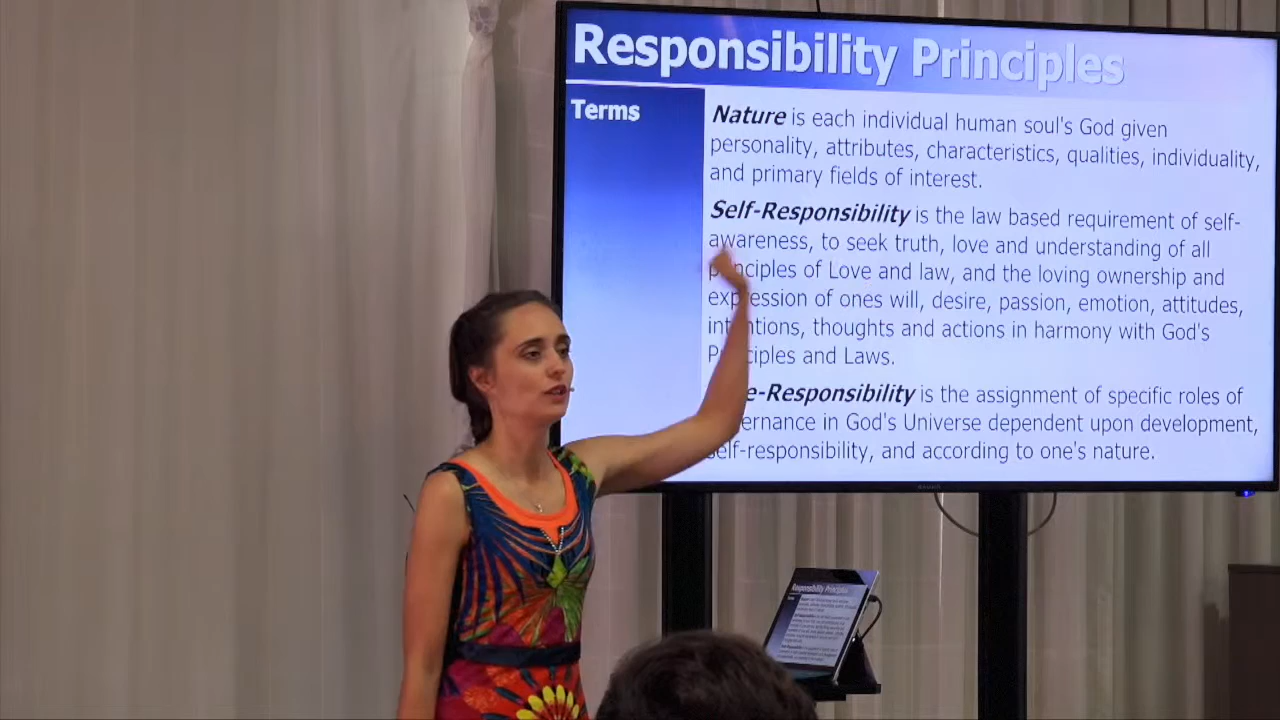 Responsibility Principles
Terms
Nature is each individual human soul's God given
personality, attributes, characteristics, qualities, individuality,
and primary fields of interest.
Self-Responsibility is the law based requirement of self-
awareness, to seek truth, love and understanding of all
principles of Love and law, and the loving ownership and
expression of ones will, desire, passion, emotion, attitudes,
intentions, thoughts and actions in harmony with God's
Principles and Laws.
e-Responsibility is the assignment of specific roles of
ernance in God's Universe dependent upon development,
self-responsibility, and according to one's nature.
Responsibility Principles